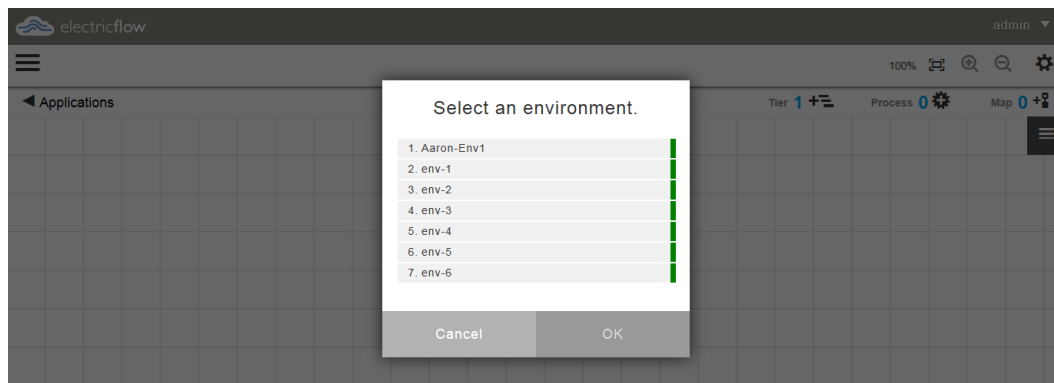 electricflow
admin
100%
Applications
Tier 1
Process 0
Map 0
Select an environment.
1. Aaron-Env1
2. env-1
3. env-2
4. env-3
5. env-4
6. env-5
7. env-6
Cancel
OK